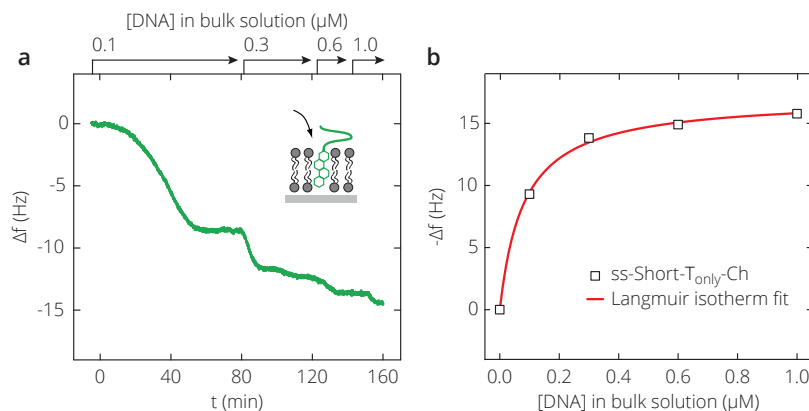 [DNA] in bulk solution (μM)
0.1 0.3 0.6 1.0
a
0
-5
-10
-15
Δf (Hz)
0 40 80 120 160
t (min)
b
15
10
5
0
-Δf (Hz)
ss-Short-Tonly-Ch
Langmuir isotherm fit
0.0 0.2 0.4 0.6 0.8 1.0
[DNA] in bulk solution (μM)